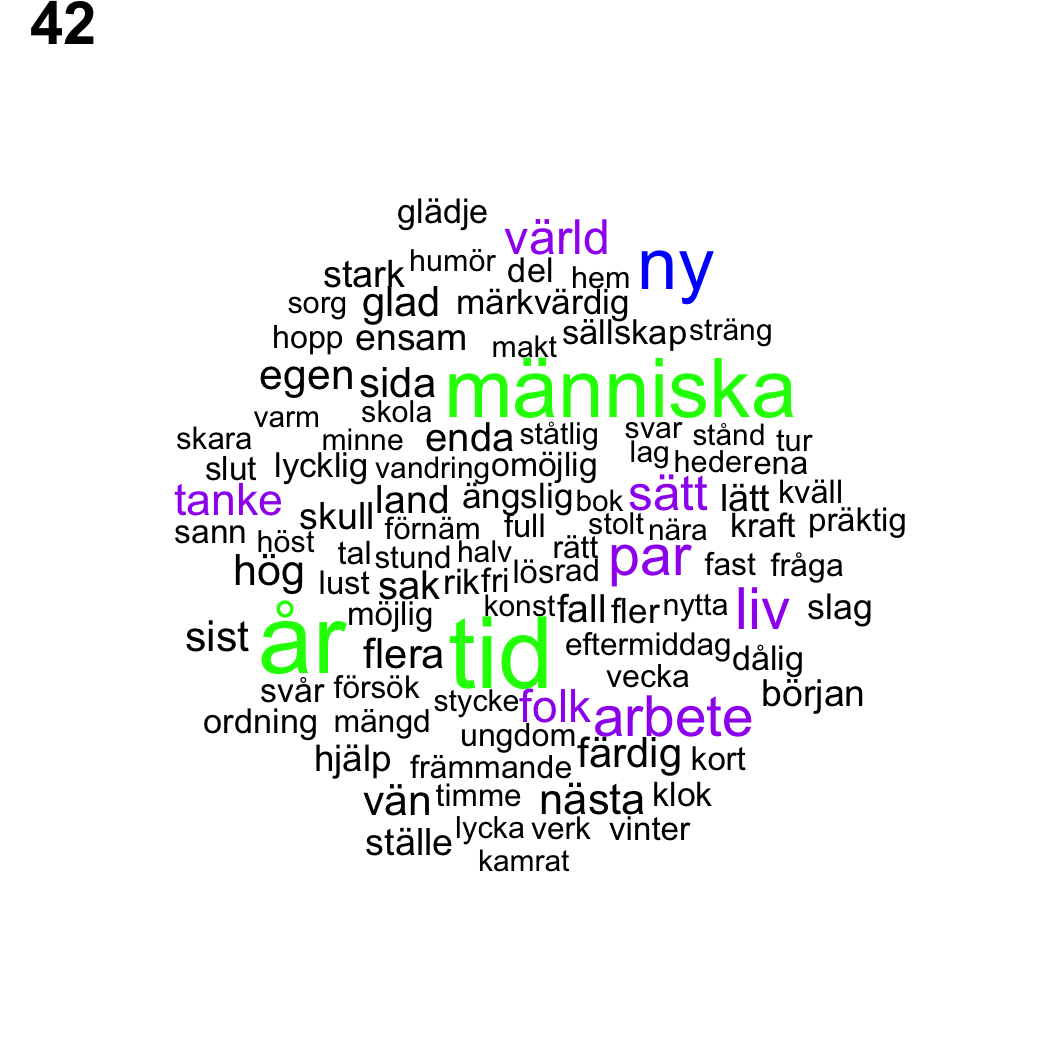 42
glädje
värld
humör del hem ny
stark
sorg glad märkvärdig
hopp ensam makt sällskap sträng
egen sida människa
varm skola
skara minne enda ståtlig svar stånd tur
slut lycklig vandring omöjlig lag heder ena
tanke land ängslig bok sätt lätt kväll
sann skull förnäm full stolt nära kraft präktig
höst tal stund halv rätt par fast fråga
hög lust sak rik fri lös rad
möjlig konst fall fler nytta liv slag
sist år flera tid eftermiddag dålig
svår försök vecka början
ordning mängd stycke folk arbete
hjälp ungdom färdig kort
främmande
vän timme nästa klok
ställe lycka verk vinter
kamrat